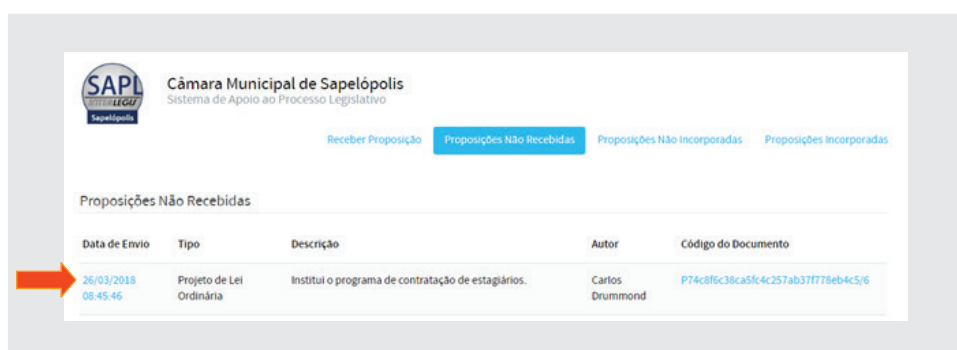 SAPL
INTERLEGIS
Sapelópolis
Câmara Municipal de Sapelópolis
Sistema de Apoio ao Processo Legislativo
Receber Proposição Proposições Não Recebidas Proposições Não Incorporadas Proposições Incorporadas
Proposições Não Recebidas
Data de Envio Tipo Descrição Autor Código do Documento
26/03/2018 Projeto de Lei Institui o programa de contratação de estagiários. Carlos P74c8f6c38ca5fc4c257ab37f778eb4c5/6
08:45:46 Ordinária Drummond